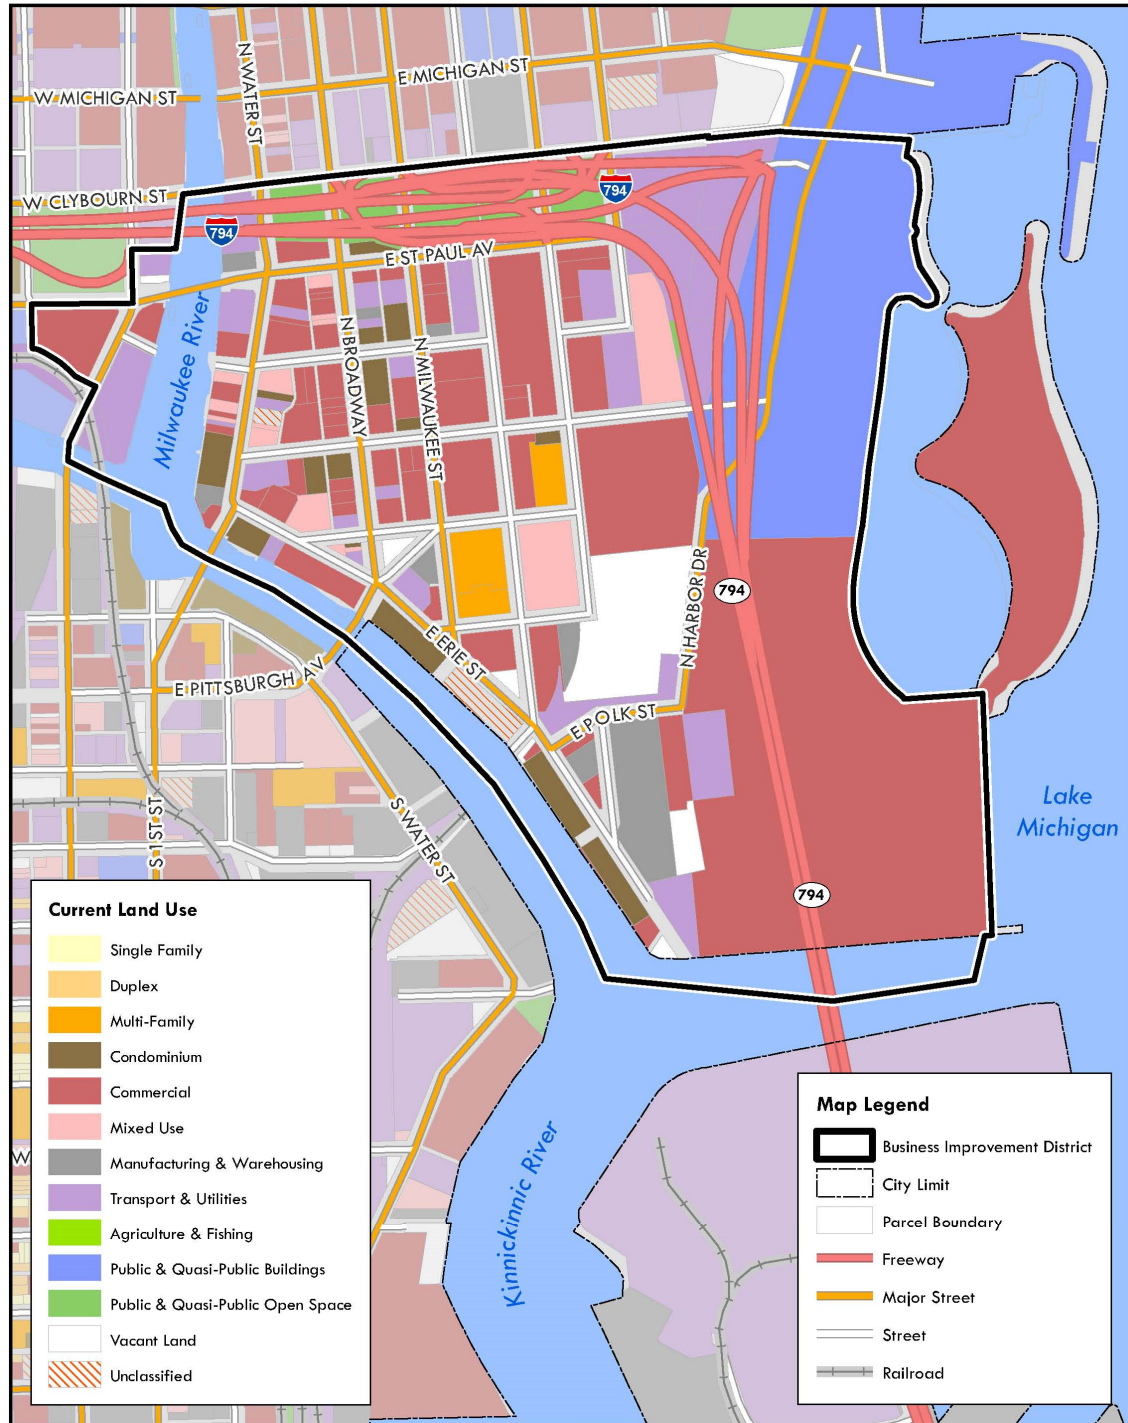 N WATER ST
E MICHIGAN ST
W MICHIGAN ST
W CLYBOURN ST
794
794
E ST PAUL AV
Milwaukee River
N BROADWAY
N MILWAUKEE ST
794
N HARBOR DR
E ERIE ST
E PITTSBURGH AV
E POLK ST
S 1ST ST
S WATER ST
Lake
Michigan
794
Kinnickinnic River
W
Current Land Use
Single Family
Duplex
Multi-Family
Condominium
Commercial
Mixed Use
Manufacturing & Warehousing
Transport & Utilities
Agriculture & Fishing
Public & Quasi-Public Buildings
Public & Quasi-Public Open Space
Vacant Land
Unclassified
Map Legend
Business Improvement District
City Limit
Parcel Boundary
Freeway
Major Street
Street
Railroad